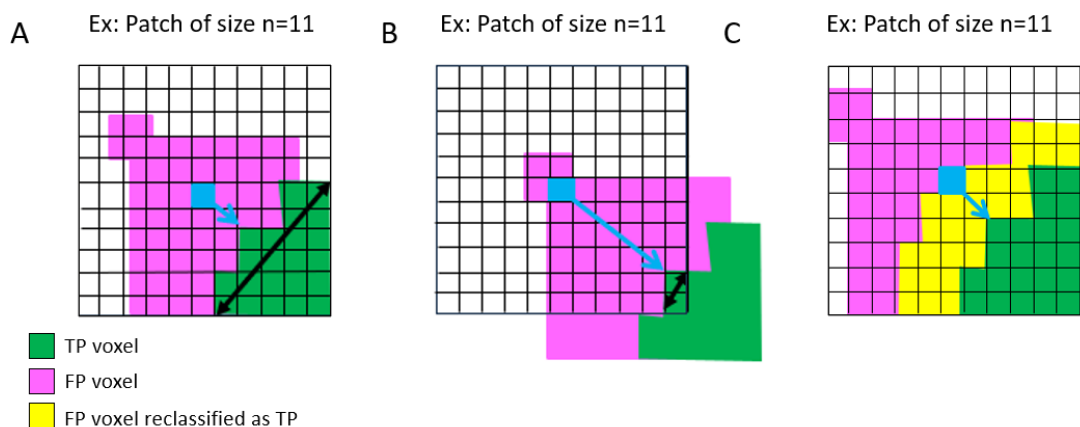 A
Ex: Patch of size n=11
B
Ex: Patch of size n=11
C
Ex: Patch of size n=11
TP voxel
FP voxel
FP voxel reclassified as TP